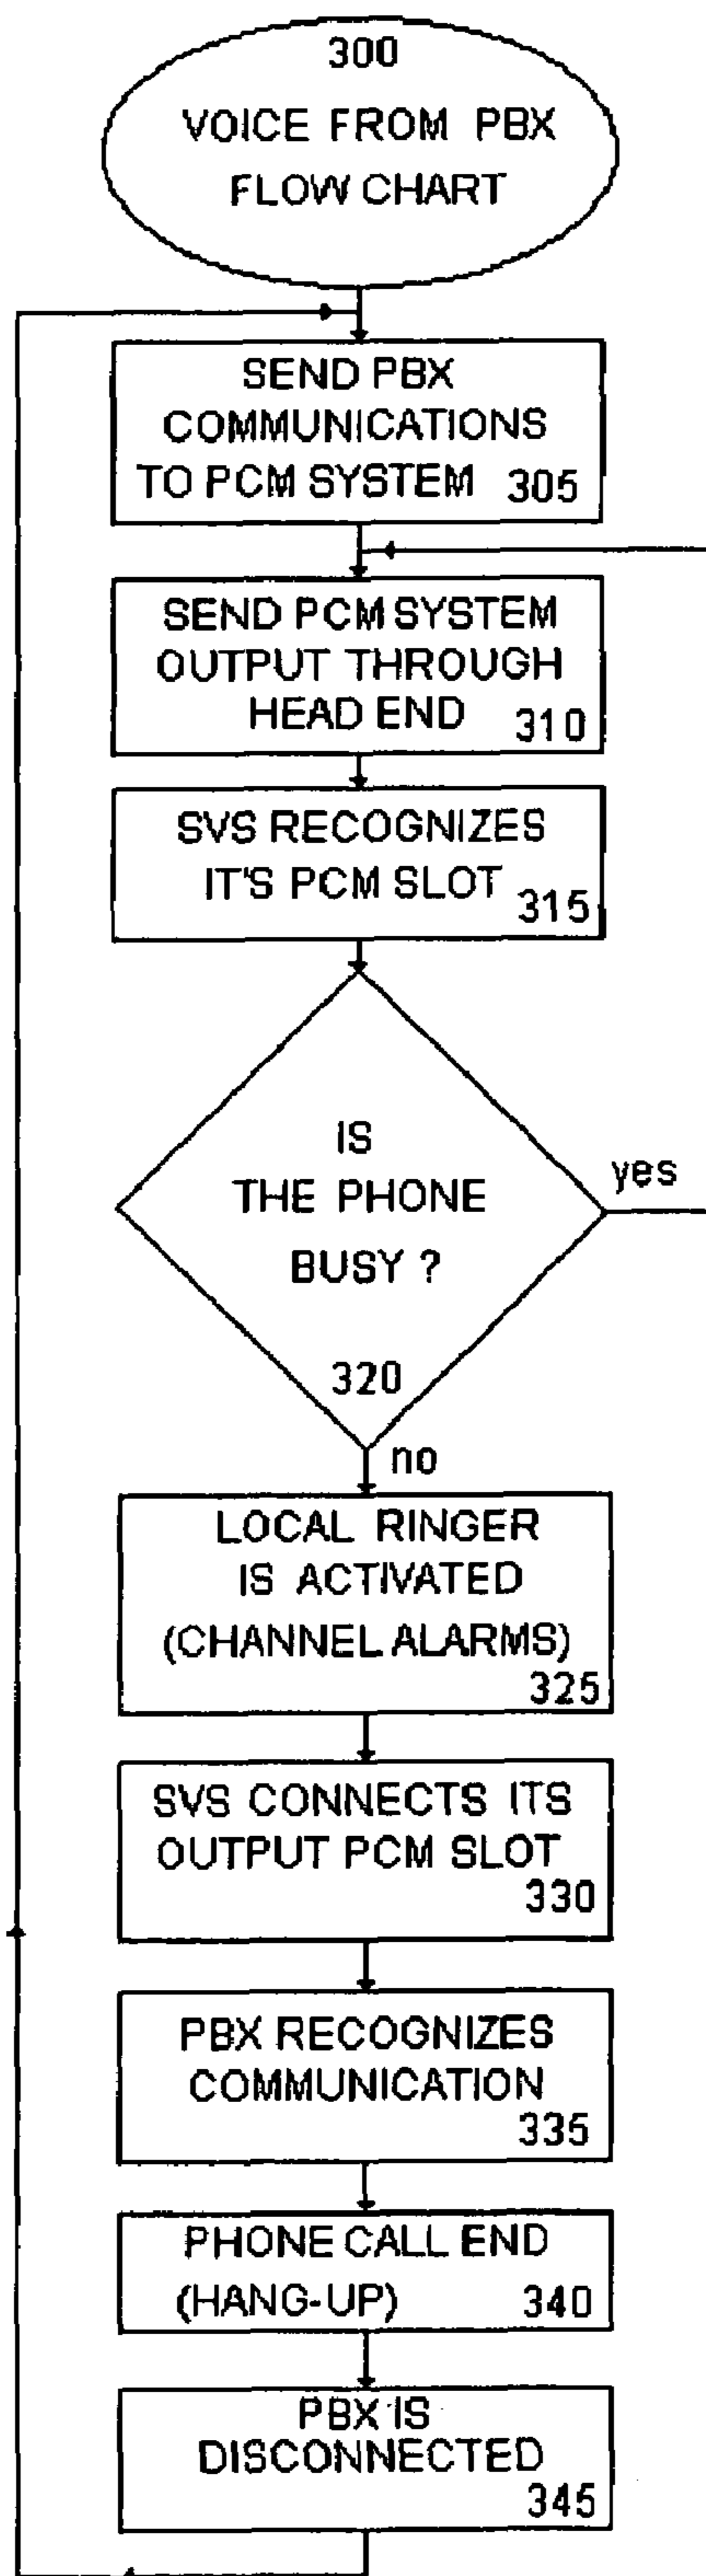 300
VOICE FROM PBX
FLOW CHART
SEND PBX
COMMUNICATIONS
TO PCM SYSTEM 305
SEND PCM SYSTEM
OUTPUT THROUGH
HEAD END 310
SVS RECOGNIZES
IT'S PCM SLOT 315
IS
THE PHONE
BUSY ?
320
yes
no
LOCAL RINGER
IS ACTIVATED
(CHANNEL ALARMS)
325
SVS CONNECTS ITS
OUTPUT PCM SLOT
330
PBX RECOGNIZES
COMMUNICATION
335
PHONE CALL END
(HANG-UP) 340
PBX IS
DISCONNECTED
345